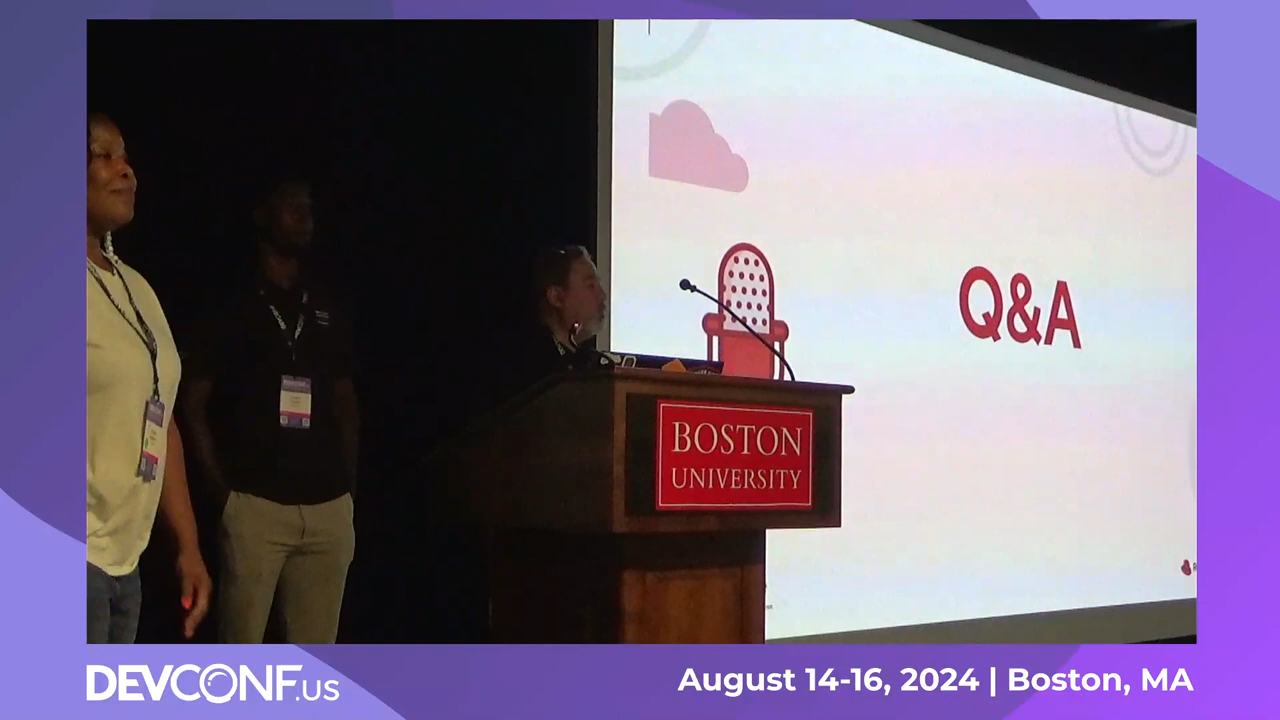 Q&A
BOSTON
UNIVERSITY
DEVCONF.us
August 14-16, 2024 | Boston, MA